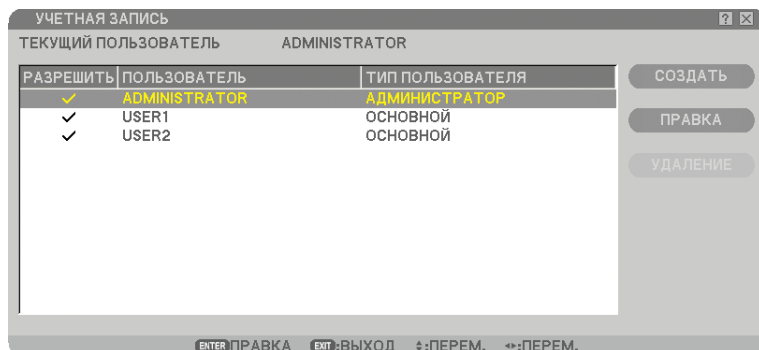 УЧЕТНАЯ ЗАПИСЬ ?
ТЕКУЩИЙ ПОЛЬЗОВАТЕЛЬ ADMINISTRATOR
РАЗРЕШИТЬ ПОЛЬЗОВАТЕЛЬ ТИП ПОЛЬЗОВАТЕЛЯ
ADMINISTRATOR АДМИНИСТРАТОР
USER1 ОСНОВНОЙ
USER2 ОСНОВНОЙ
СОЗДАТЬ
ПРАВКА
УДАЛЕНИЕ
ENTER ПРАВКА EXIT:ВЫХОД :ПЕРЕМ. :ПЕРЕМ.